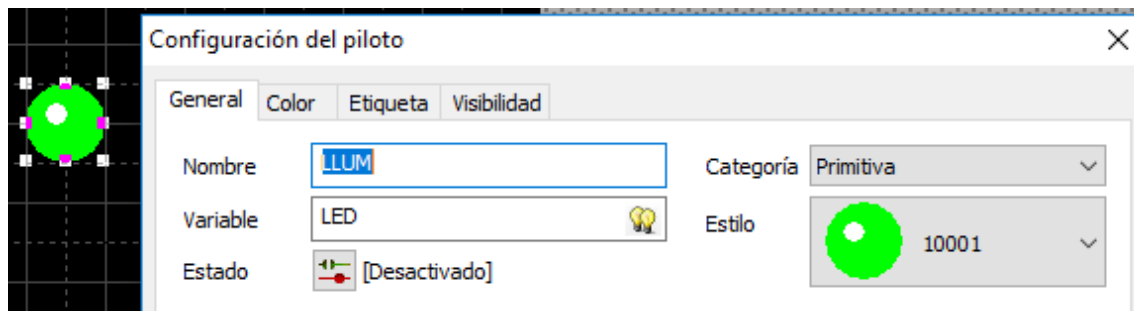 Configuración del piloto
General Color Etiqueta Visibilidad
Nombre LLUM Categoría Primitiva
Variable LED Estilo 10001
Estado [Desactivado]